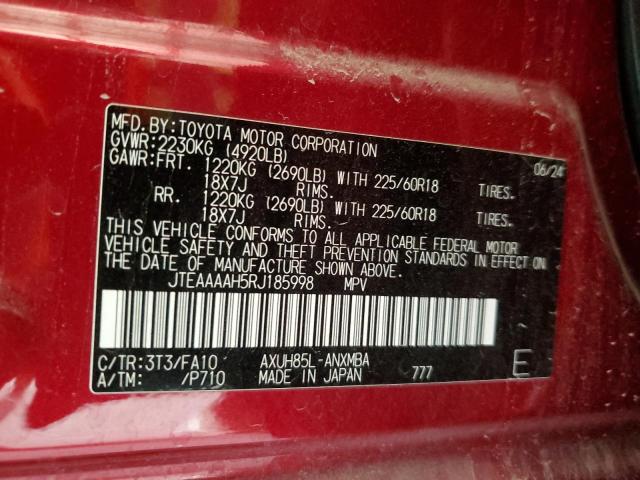 MFD.BY:TOYOTA MOTOR CORPORATION 06/24
GVWR:2230KG (4920LB)
GAWR:FRT. 1220KG (2690LB) WITH 225/60R18 TIRES.
18X7J RIMS.
RR. 1220KG (2690LB) WITH 225/60R18 TIRES.
18X7J RIMS.
THIS VEHICLE CONFORMS TO ALL APPLICABLE FEDERAL MOTOR
VEHICLE SAFETY AND THEFT PREVENTION STANDARDS IN EFFECT ON
THE DATE OF MANUFACTURE SHOWN ABOVE.
JTEAAAAH5RJ185998 MPV
C/TR:3T3/FA10 AXUH85L-ANXMBA
A/TM: /P710 MADE IN JAPAN 777 E